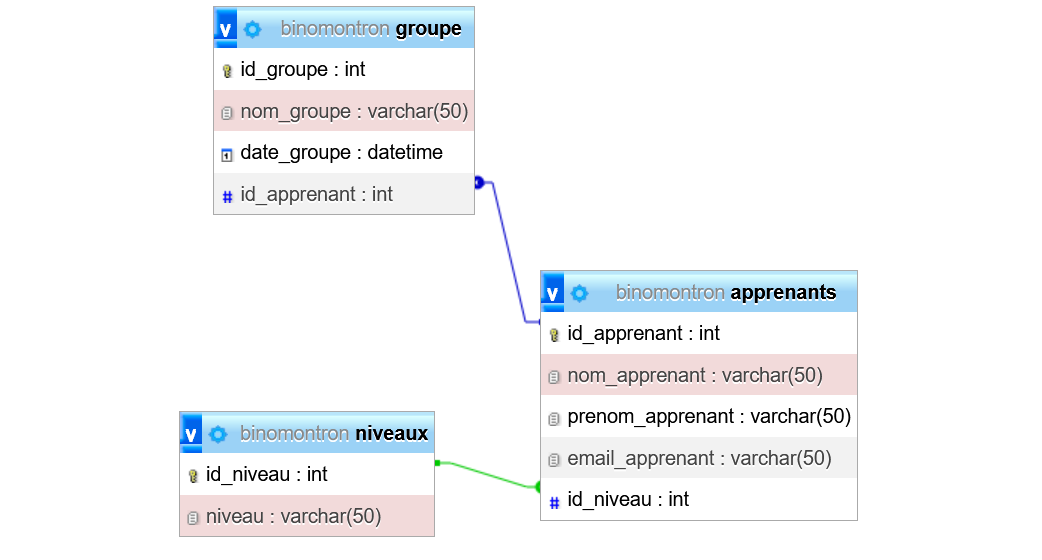 v binomontron groupe
id_groupe : int
nom_groupe : varchar(50)
date_groupe : datetime
# id_apprenant : int
v binomontron apprenants
id_apprenant : int
nom_apprenant : varchar(50)
prenom_apprenant : varchar(50)
email_apprenant : varchar(50)
# id_niveau : int
v binomontron niveaux
id_niveau : int
niveau : varchar(50)